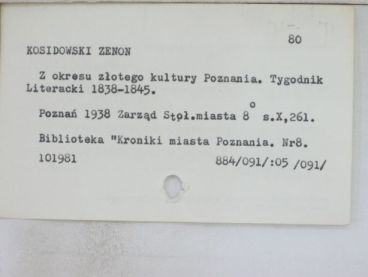 80
KOSIDOWSKI ZENON
Z okresu złotego kultury Poznania. Tygodnik
Literacki 1838-1845.
Poznań 1938 Zarząd Stoł.miasta 8° s.X,261.
Biblioteka "Kroniki miasta Poznania. Nr8.
101981 884/091/:05 /091/